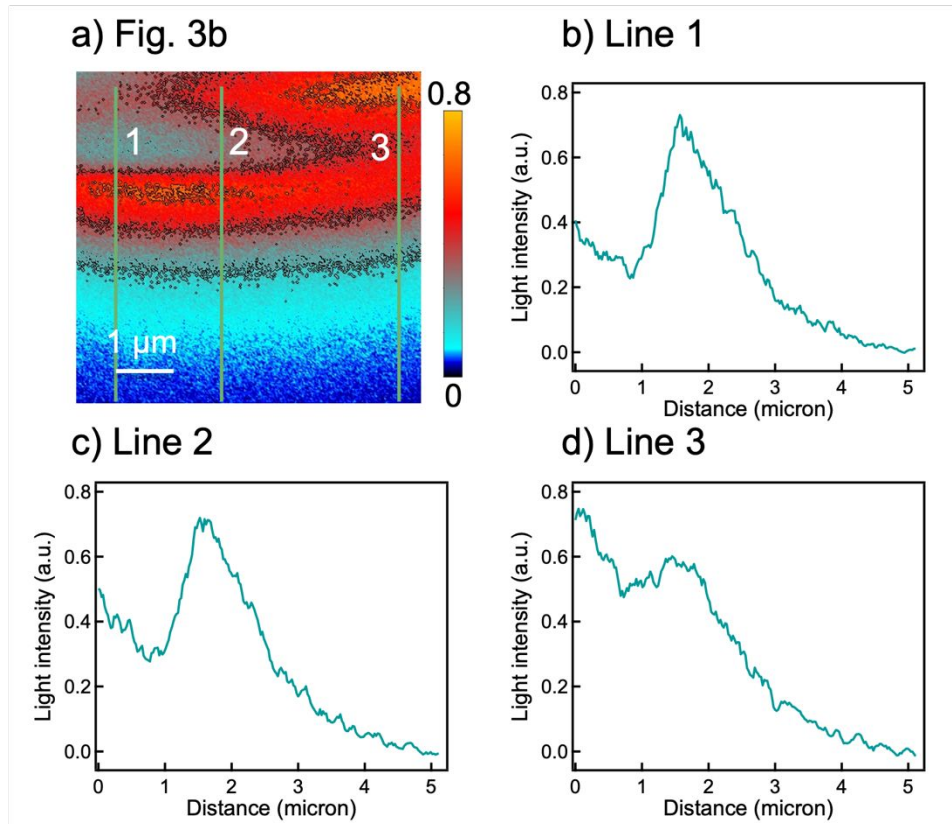 a) Fig. 3b
0.8
1
2
3
1 μm
0
b) Line 1
0.8
0.6
0.4
0.2
0.0
Light intensity (a.u.)
0 1 2 3 4 5
Distance (micron)
c) Line 2
0.8
0.6
0.4
0.2
0.0
Light intensity (a.u.)
0 1 2 3 4 5
Distance (micron)
d) Line 3
0.8
0.6
0.4
0.2
0.0
Light intensity (a.u.)
0 1 2 3 4 5
Distance (micron)